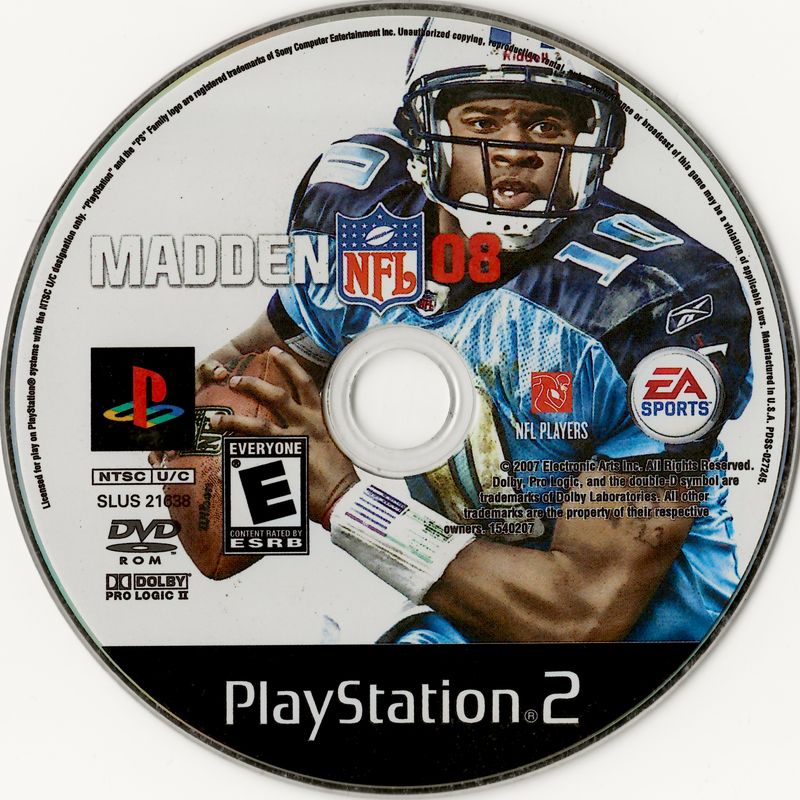 Licensed for play on PlayStation® systems with the NTSC U/C designation only. "PlayStation" and the "PS" Family logo are registered trademarks of Sony Computer Entertainment Inc. Unauthorized copying, reproduction, rental, or broadcast of this game may be a violation of applicable laws. Manufactured in U.S.A. PDSS-027245.
Riddell
0
10
MADDEN NFL 08
NFL PLAYERS
EA
SPORTS™
NTSC U/C
SLUS 21638
DVD
ROM
DOLBY
PRO LOGIC II
EVERYONE
E
®
CONTENT RATED BY
ESRB
© 2007 Electronic Arts Inc. All Rights Reserved.
Dolby, Pro Logic, and the double-D symbol are
trademarks of Dolby Laboratories. All other
trademarks are the property of their respective
owners. 1540207
PlayStation®2